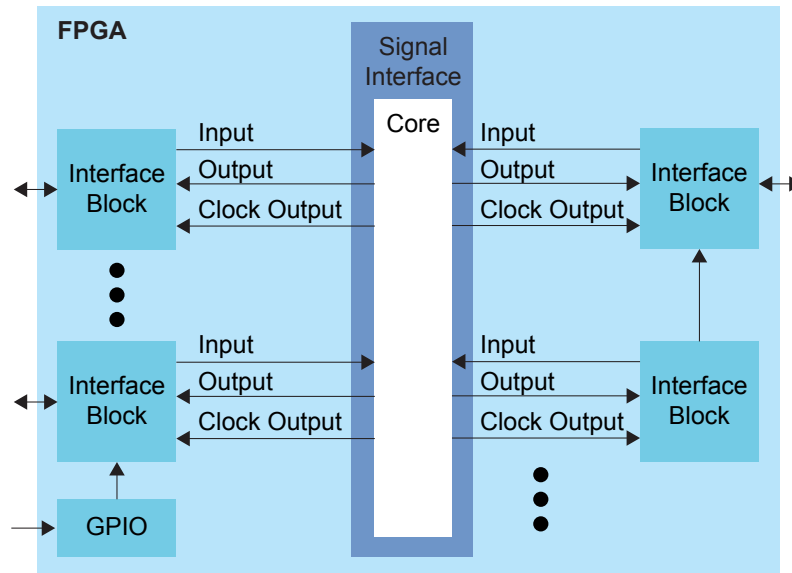 FPGA
Signal
Interface
Core
Interface
Block
Input
Output
Clock Output
Input
Output
Clock Output
Interface
Block
Interface
Block
Input
Output
Clock Output
Input
Output
Clock Output
Interface
Block
GPIO